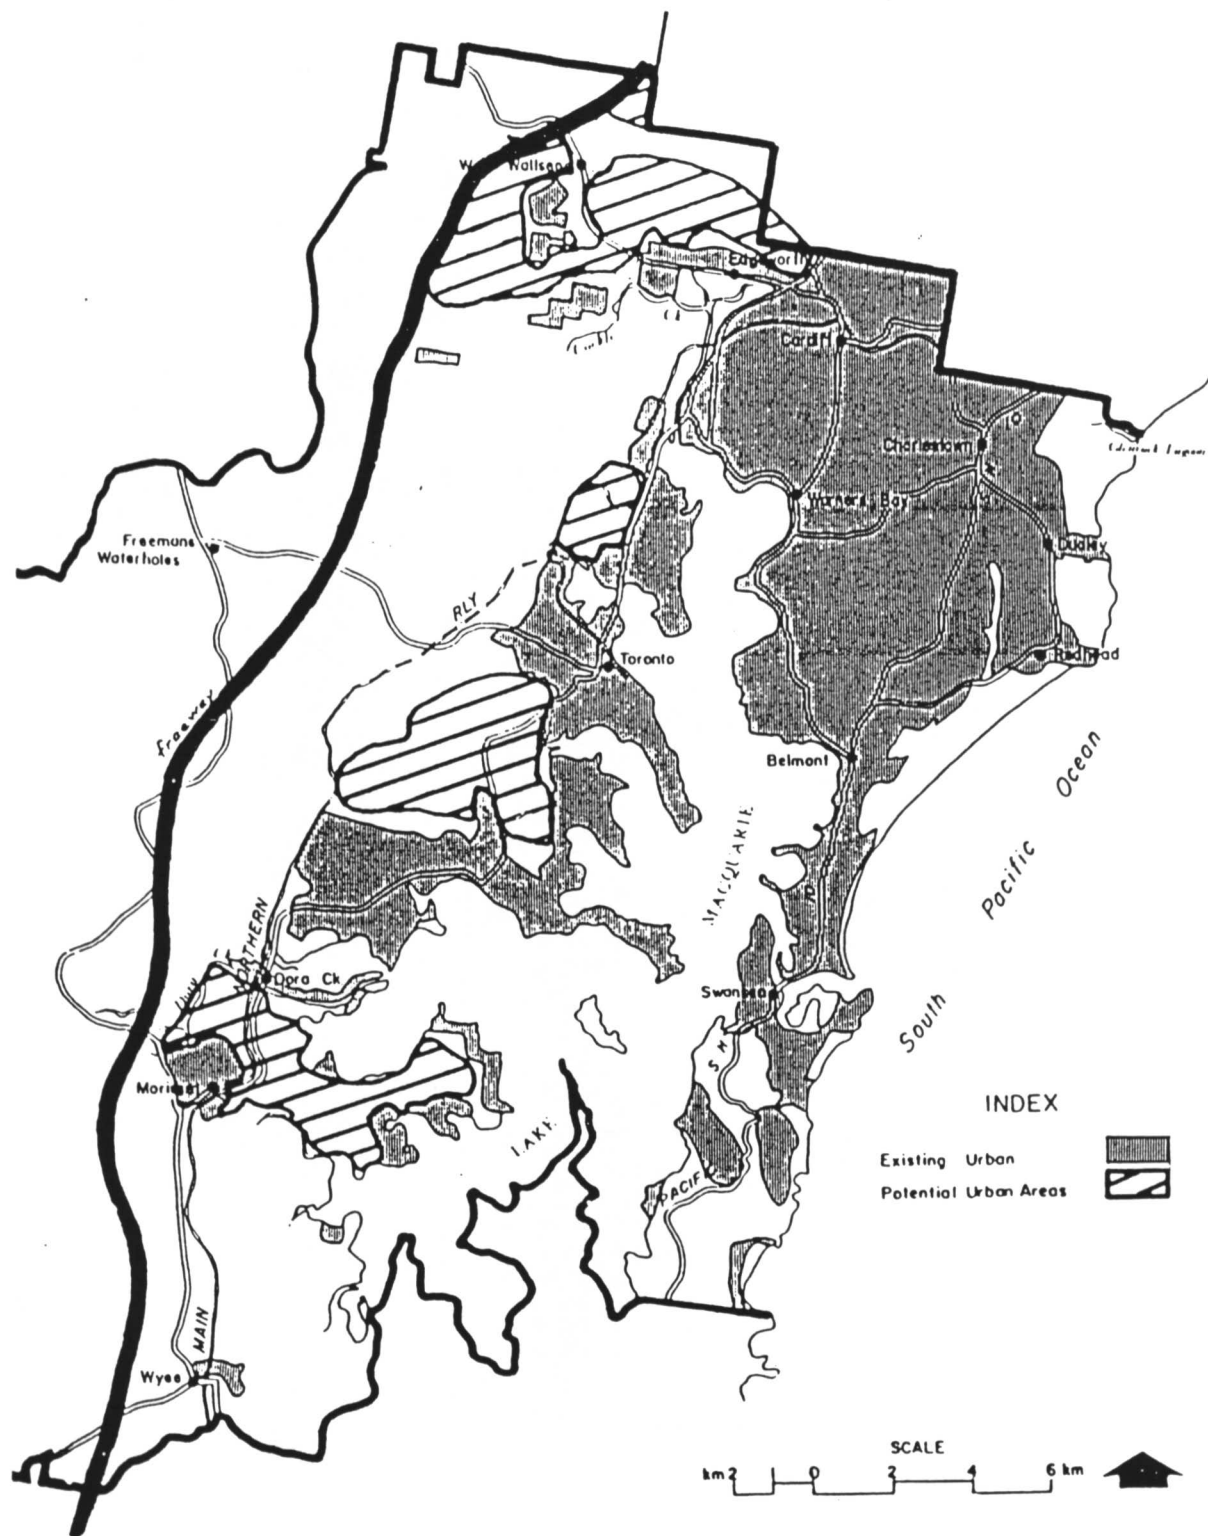 Wallsend
Edgeworth
Cardiff
Charlestown
Warners Bay
Freemans
Waterholes
Dudley
RLY
Toronto
Redhead
freeway
Belmont
Ocean
MACQUARIE
Pacific
NORTHERN
Dora Ck
Swansea
South
Morisset
INDEX
LAKE
Existing Urban
PACIFIC
Potential Urban Areas
MAIN
Wyee
SCALE
km 2 0 2 4 6 km